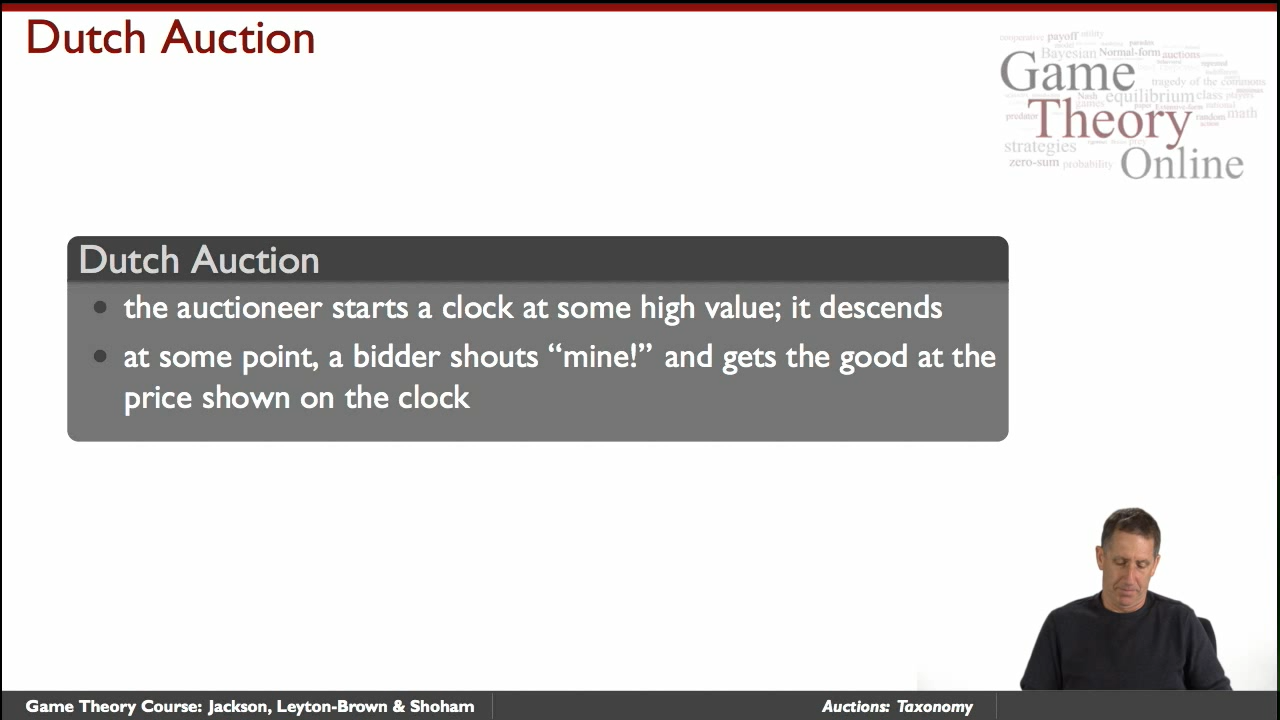 Dutch Auction
cooperative payoff utility
Bayesian Normal-form auctions
Game
tragedy of the commons
Nash equilibrium class players
games
predator Theory random math
strategies
zero-sum probability Online
Dutch Auction
• the auctioneer starts a clock at some high value; it descends
• at some point, a bidder shouts “mine!” and gets the good at the
price shown on the clock
Game Theory Course: Jackson, Leyton-Brown & Shoham
Auctions: Taxonomy